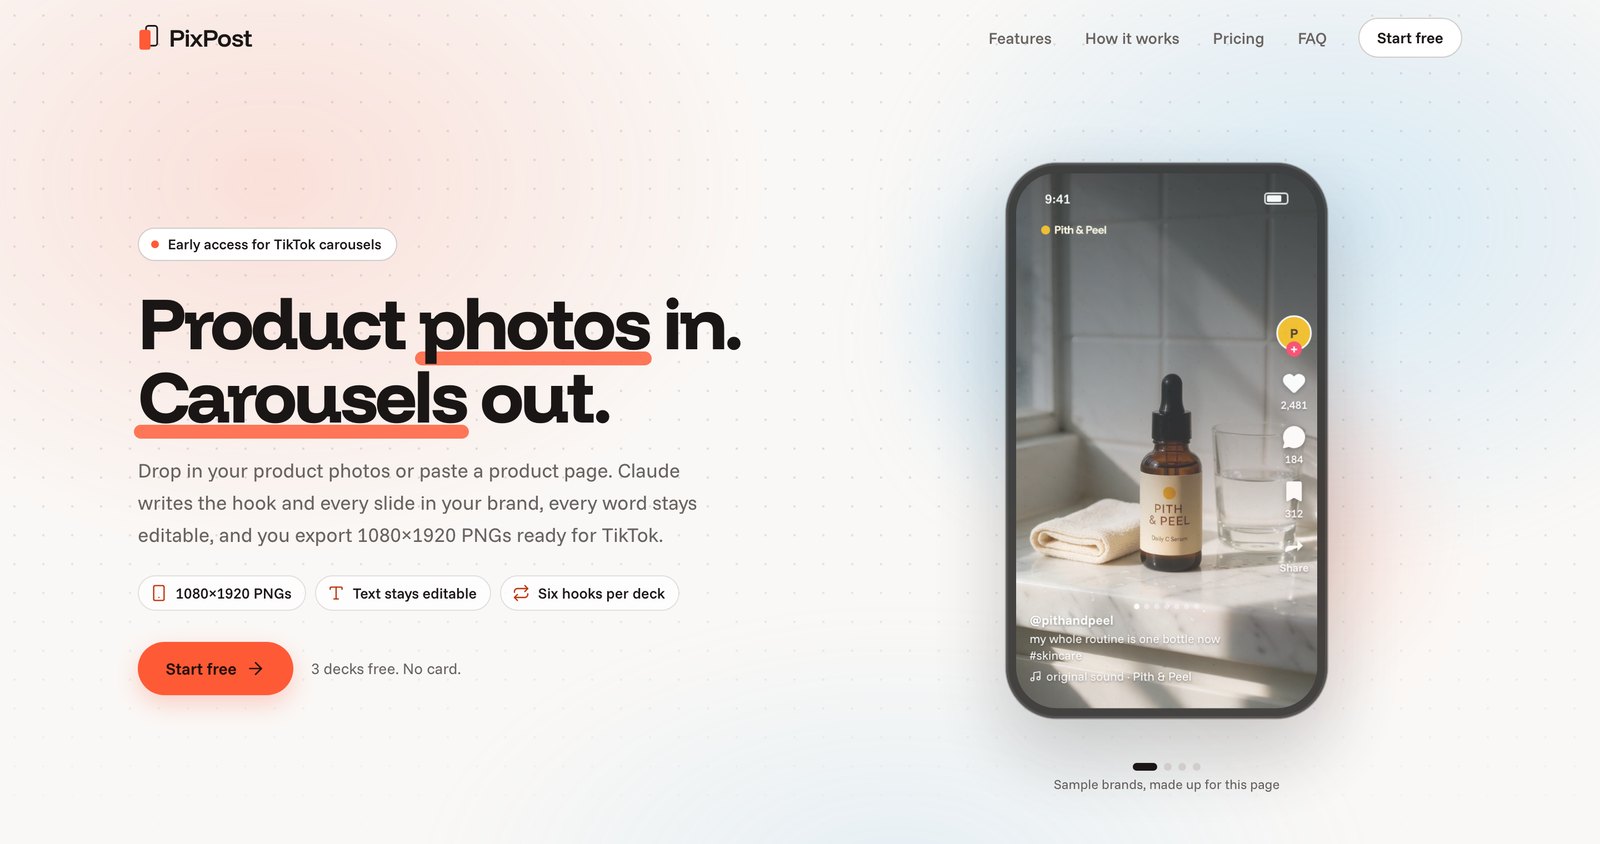 PixPost
Features
How it works
Pricing
FAQ
Start free
Early access for TikTok carousels
Product photos in.
Carousels out.
Drop in your product photos or paste a product page. Claude
writes the hook and every slide in your brand, every word stays
editable, and you export 1080×1920 PNGs ready for TikTok.
1080×1920 PNGs
Text stays editable
Six hooks per deck
Start free
3 decks free. No card.
9:41
Pith & Peel
P
2,481
184
312
Share
PITH
& PEEL
Daily C Serum
@pithandpeel
my whole routine is one bottle now
#skincare
original sound · Pith & Peel
Sample brands, made up for this page